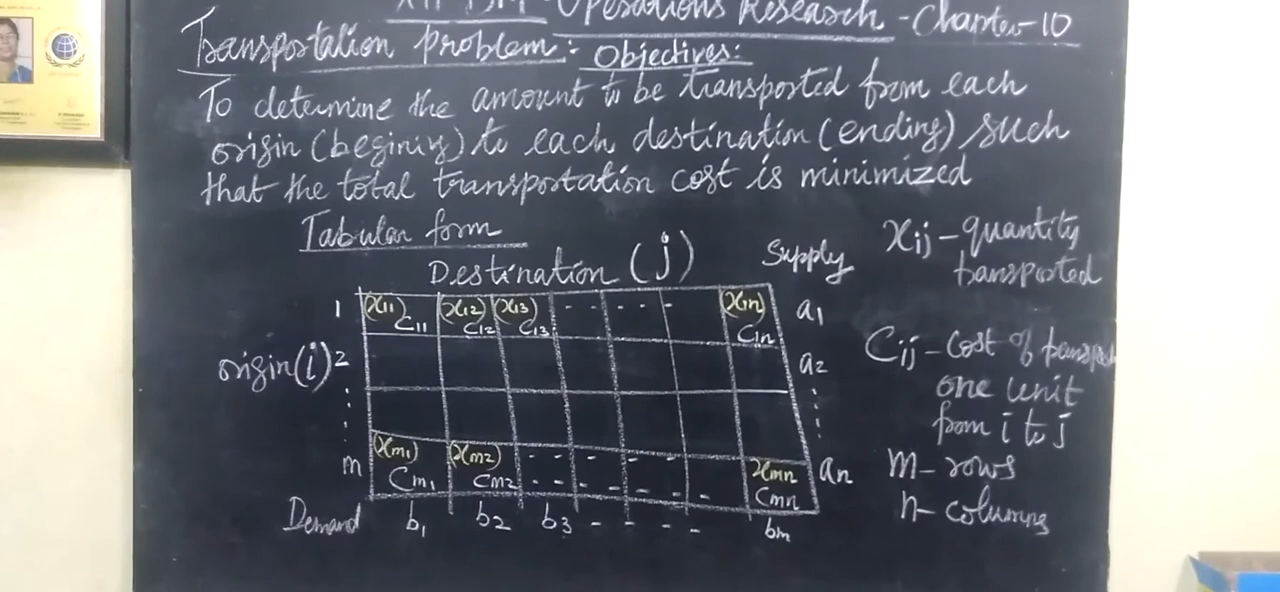 Operations Research - Chapter-10
Transportation problem: Objectives:
To determine the amount to be transported from each
origin (begining) to each destination (ending) such
that the total transportation cost is minimized
Tabular form
Destination (j) Supply
1 x11 C11 x12 C12 x13 C13 - - - - x1n C1n a1
origin(i) 2 a2
m xm1 Cm1 xm2 Cm2 - - - - xmn Cmn an
Demand b1 b2 b3 - - - - bm
xij - quantity
transported
Cij - Cost of
one unit
from i to j
m - rows
n - columns